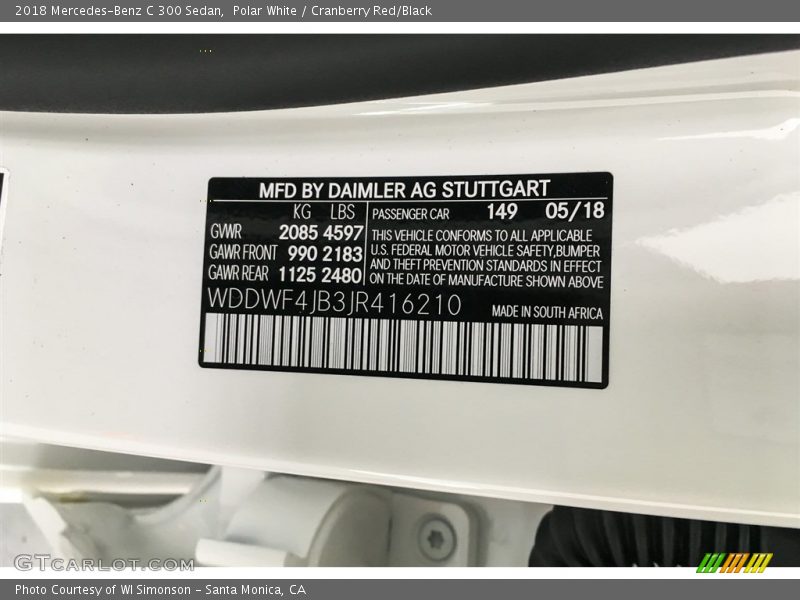 2018 Mercedes-Benz C 300 Sedan, Polar White / Cranberry Red/Black
MFD BY DAIMLER AG STUTTGART
KG LBS
GVWR 2085 4597
GAWR FRONT 990 2183
GAWR REAR 1125 2480
PASSENGER CAR 149 05/18
THIS VEHICLE CONFORMS TO ALL APPLICABLE
U.S. FEDERAL MOTOR VEHICLE SAFETY,BUMPER
AND THEFT PREVENTION STANDARDS IN EFFECT
ON THE DATE OF MANUFACTURE SHOWN ABOVE
WDDWF4JB3JR416210
MADE IN SOUTH AFRICA
GTCARLOT.COM
Photo Courtesy of WI Simonson - Santa Monica, CA